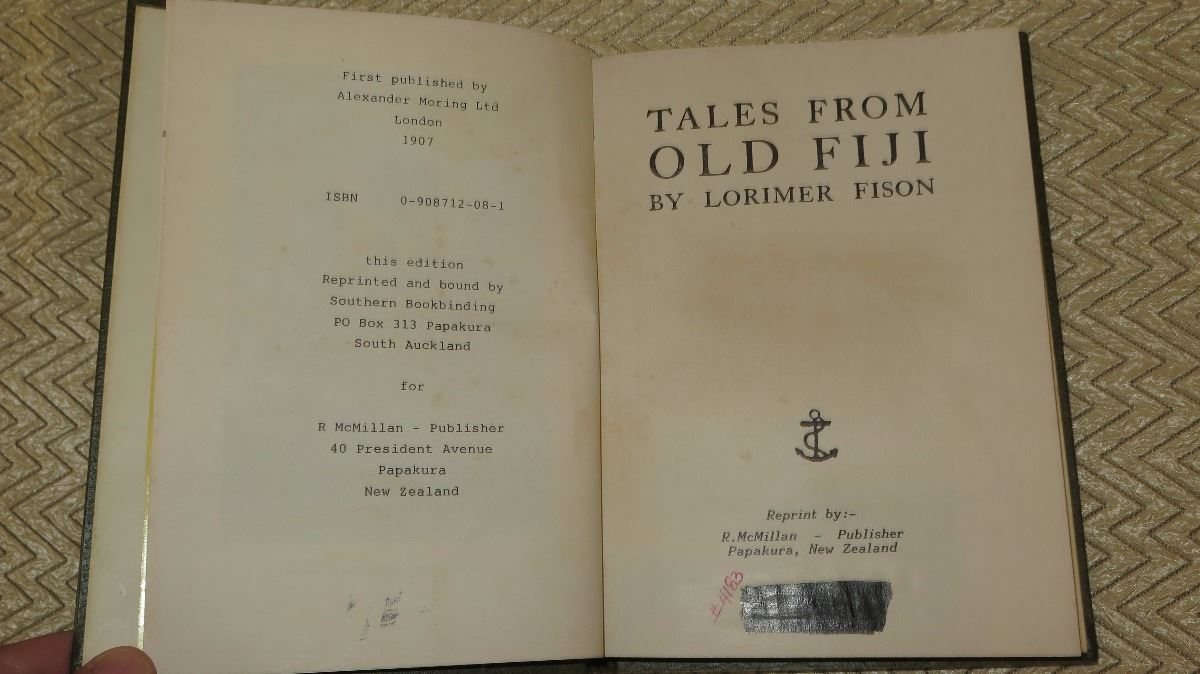 First published by
Alexander Moring Ltd
London
1907
ISBN 0-908712-08-1
this edition
Reprinted and bound by
Southern Bookbinding
PO Box 313 Papakura
South Auckland
for
R McMillan - Publisher
40 President Avenue
Papakura
New Zealand
TALES FROM
OLD FIJI
BY LORIMER FISON
Reprint by:-
R.McMillan - Publisher
Papakura, New Zealand
#4183